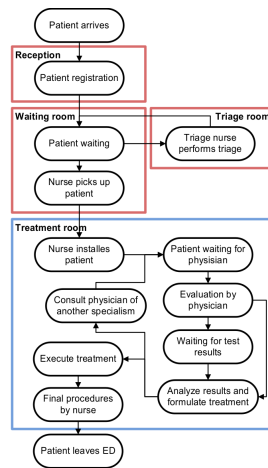 Patient arrives
Reception
Patient registration
Waiting room
Triage room
Patient waiting
Triage nurse
performs triage
Nurse picks up
patient
Treatment room
Nurse installes
patient
Patient waiting for
physician
Consult physician of
another specialism
Evaluation by
physician
Waiting for test
results
Execute treatment
Analyze results and
formulate treatment
Final procedures
by nurse
Patient leaves ED